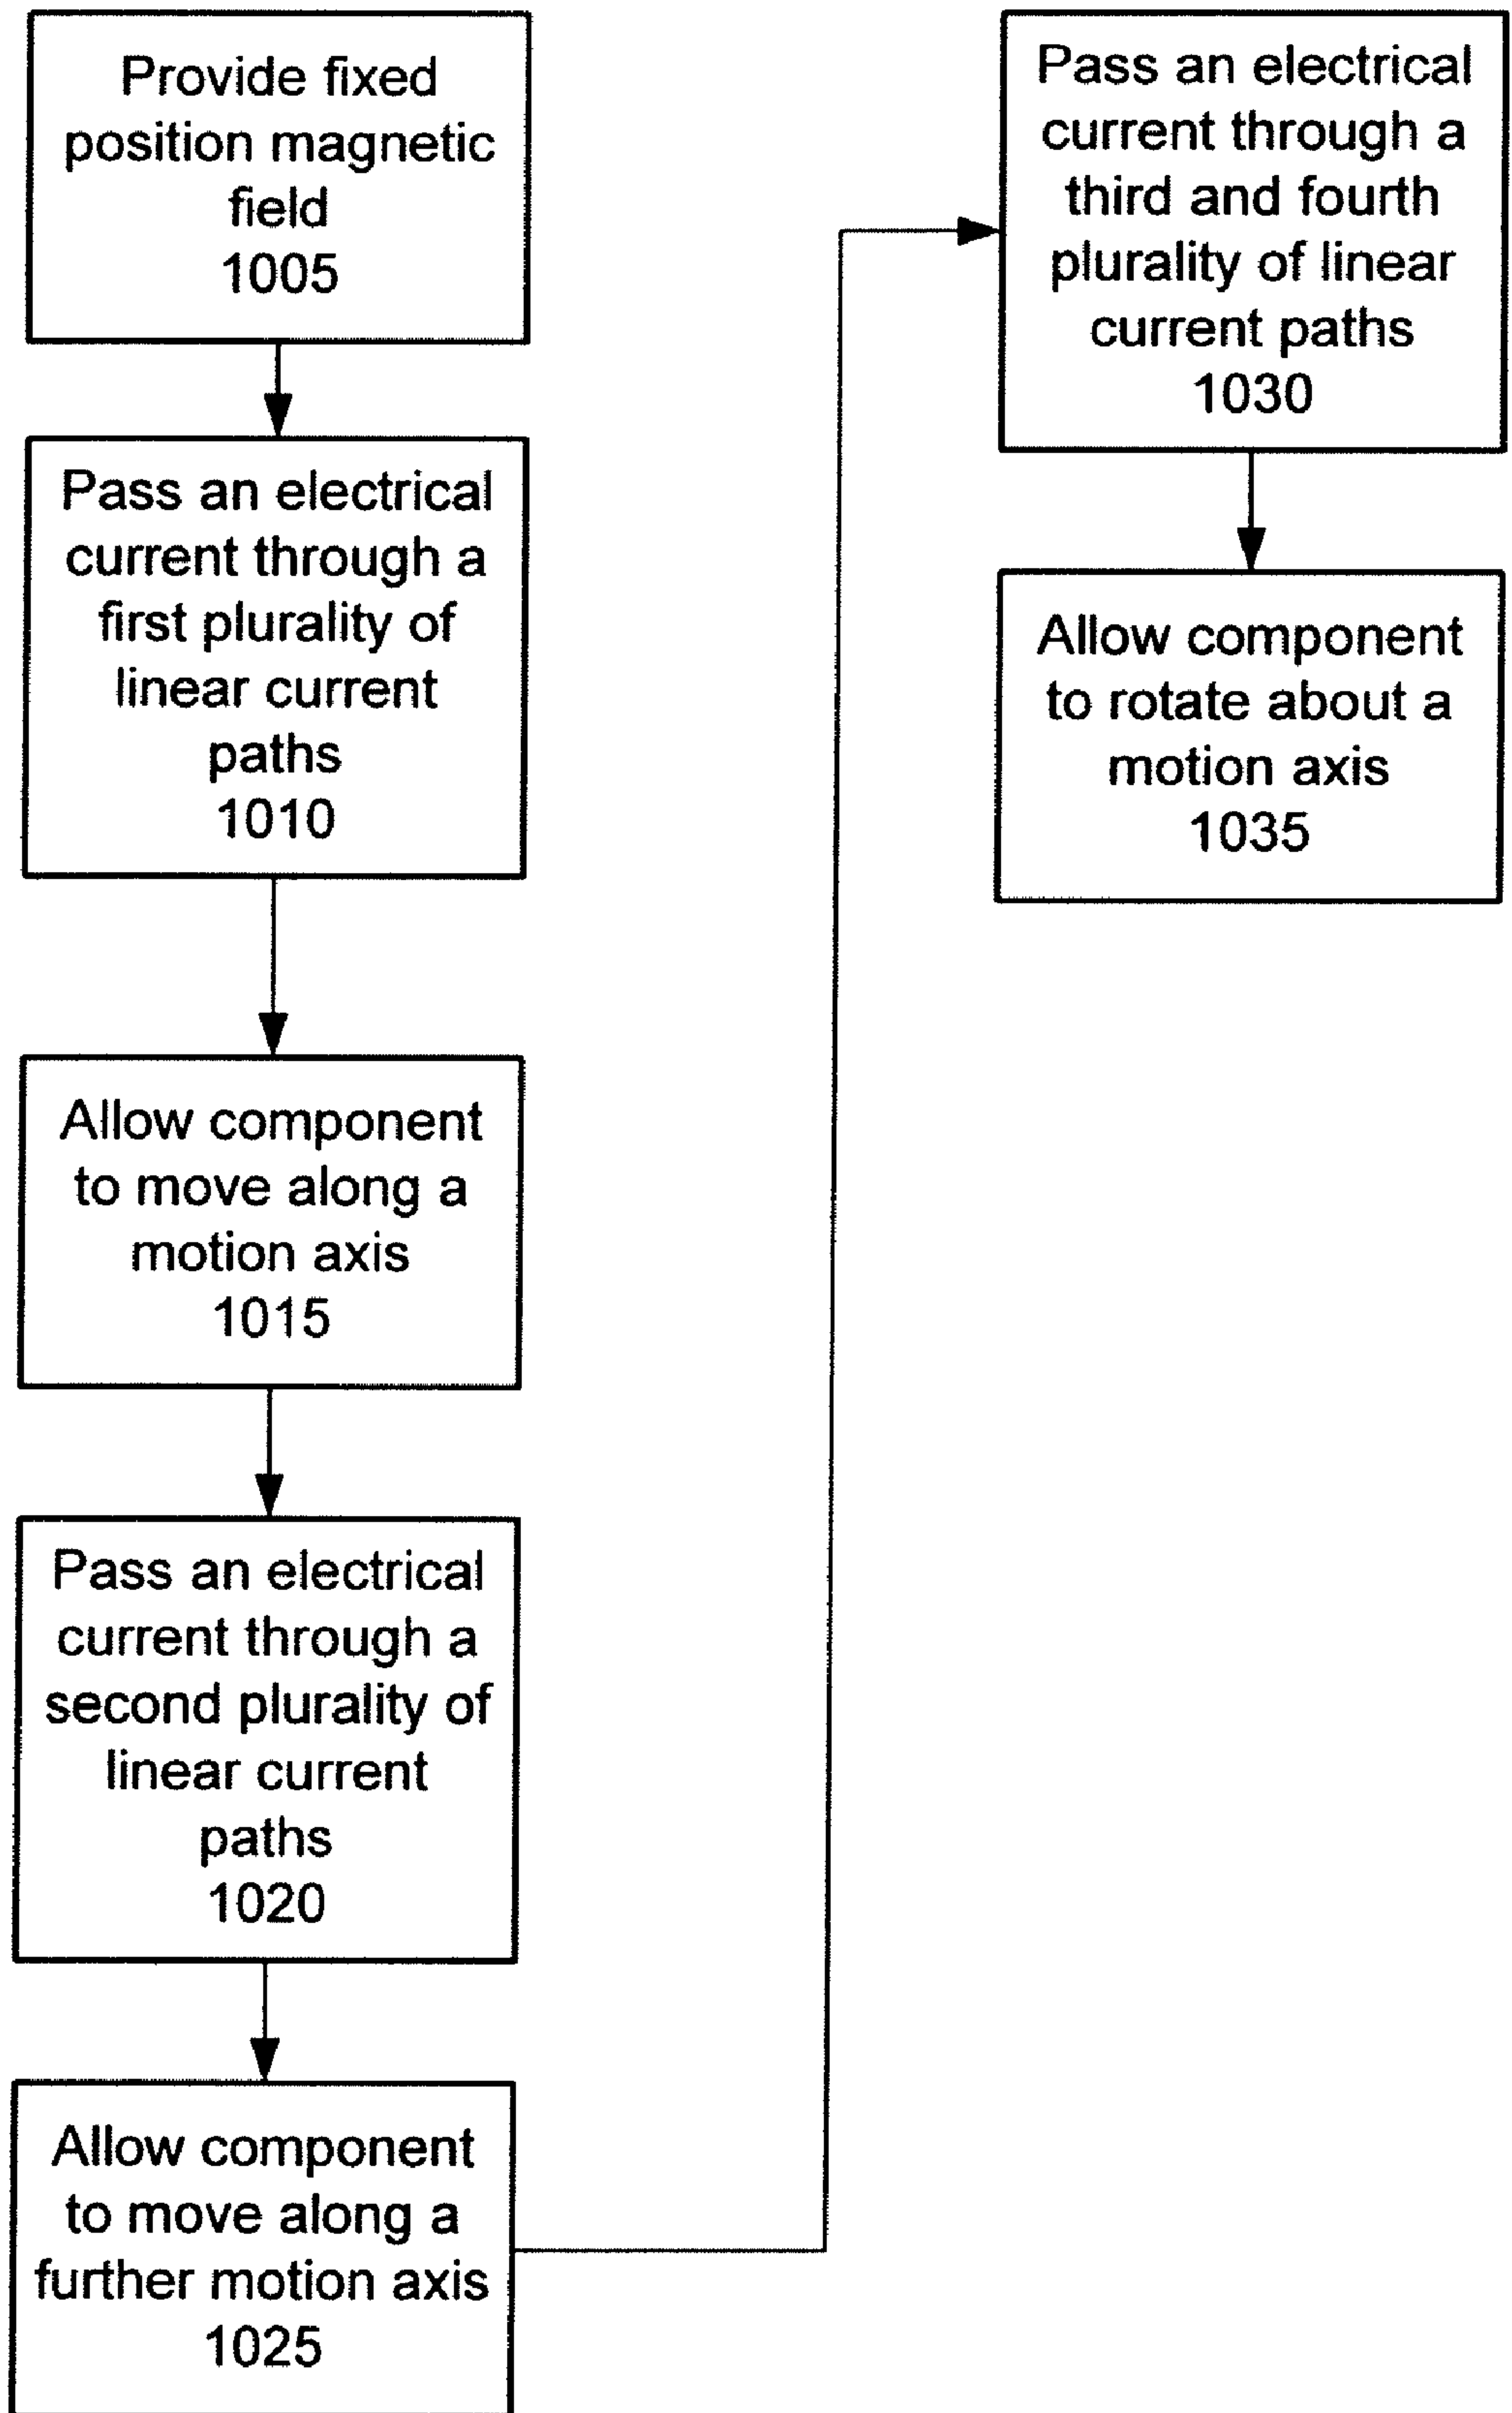 Provide fixed
position magnetic
field
1005
Pass an electrical
current through a
first plurality of
linear current
paths
1010
Allow component
to move along a
motion axis
1015
Pass an electrical
current through a
second plurality of
linear current
paths
1020
Allow component
to move along a
further motion axis
1025
Pass an electrical
current through a
third and fourth
plurality of linear
current paths
1030
Allow component
to rotate about a
motion axis
1035